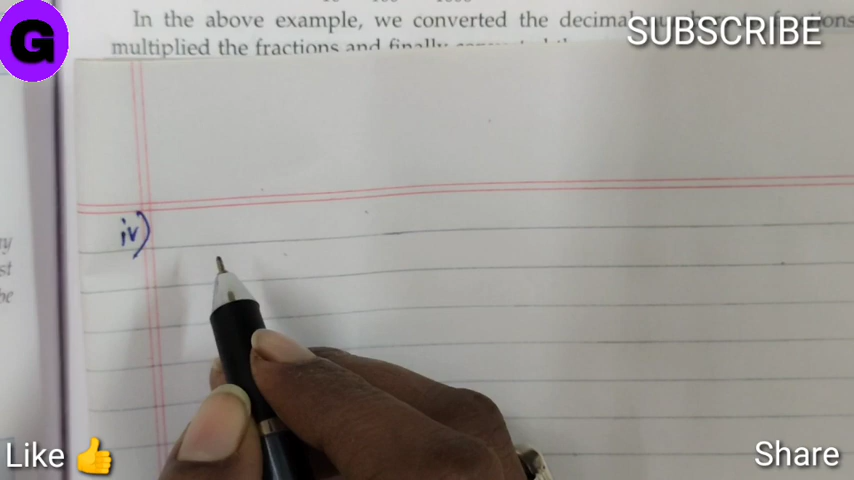 G
In the above example, we converted the decimal
multiplied the fractions and finally
SUBSCRIBE
iv)
Like 👍
Share